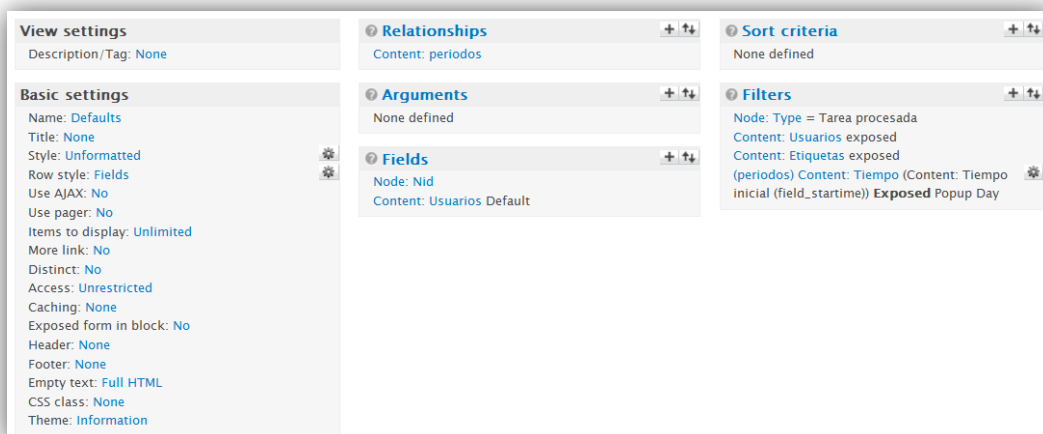 View settings
Description/Tag: None
Basic settings
Name: Defaults
Title: None
Style: Unformatted
Row style: Fields
Use AJAX: No
Use pager: No
Items to display: Unlimited
More link: No
Distinct: No
Access: Unrestricted
Caching: None
Exposed form in block: No
Header: None
Footer: None
Empty text: Full HTML
CSS class: None
Theme: Information
Relationships
Content: periodos
Arguments
None defined
Fields
Node: Nid
Content: Usuarios Default
Sort criteria
None defined
Filters
Node: Type = Tarea procesada
Content: Usuarios exposed
Content: Etiquetas exposed
(periodos) Content: Tiempo (Content: Tiempo
inicial (field_startime)) Exposed Popup Day